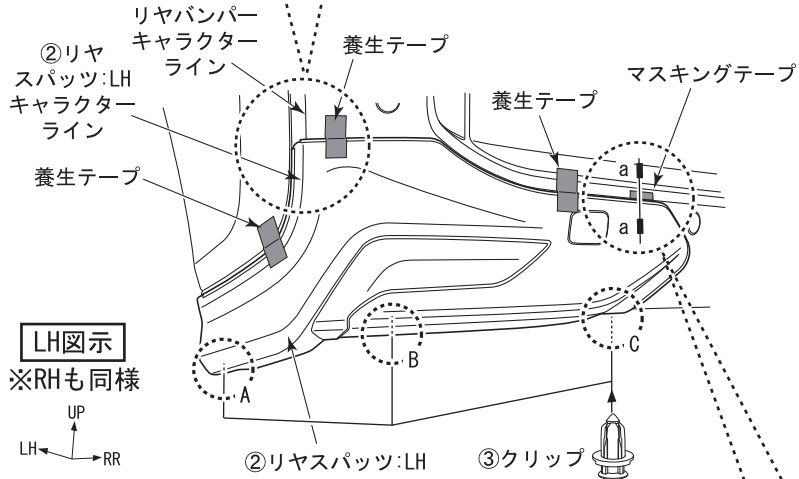 リヤバンパー
キャラクター
ライン
②リヤ
スパッツ:LH
キャラクター
ライン
養生テープ
養生テープ
マスキングテープ
養生テープ
a
a
LH図示
※RHも同様
UP
LH
RR
A
B
C
②リヤスパッツ:LH
③クリップ